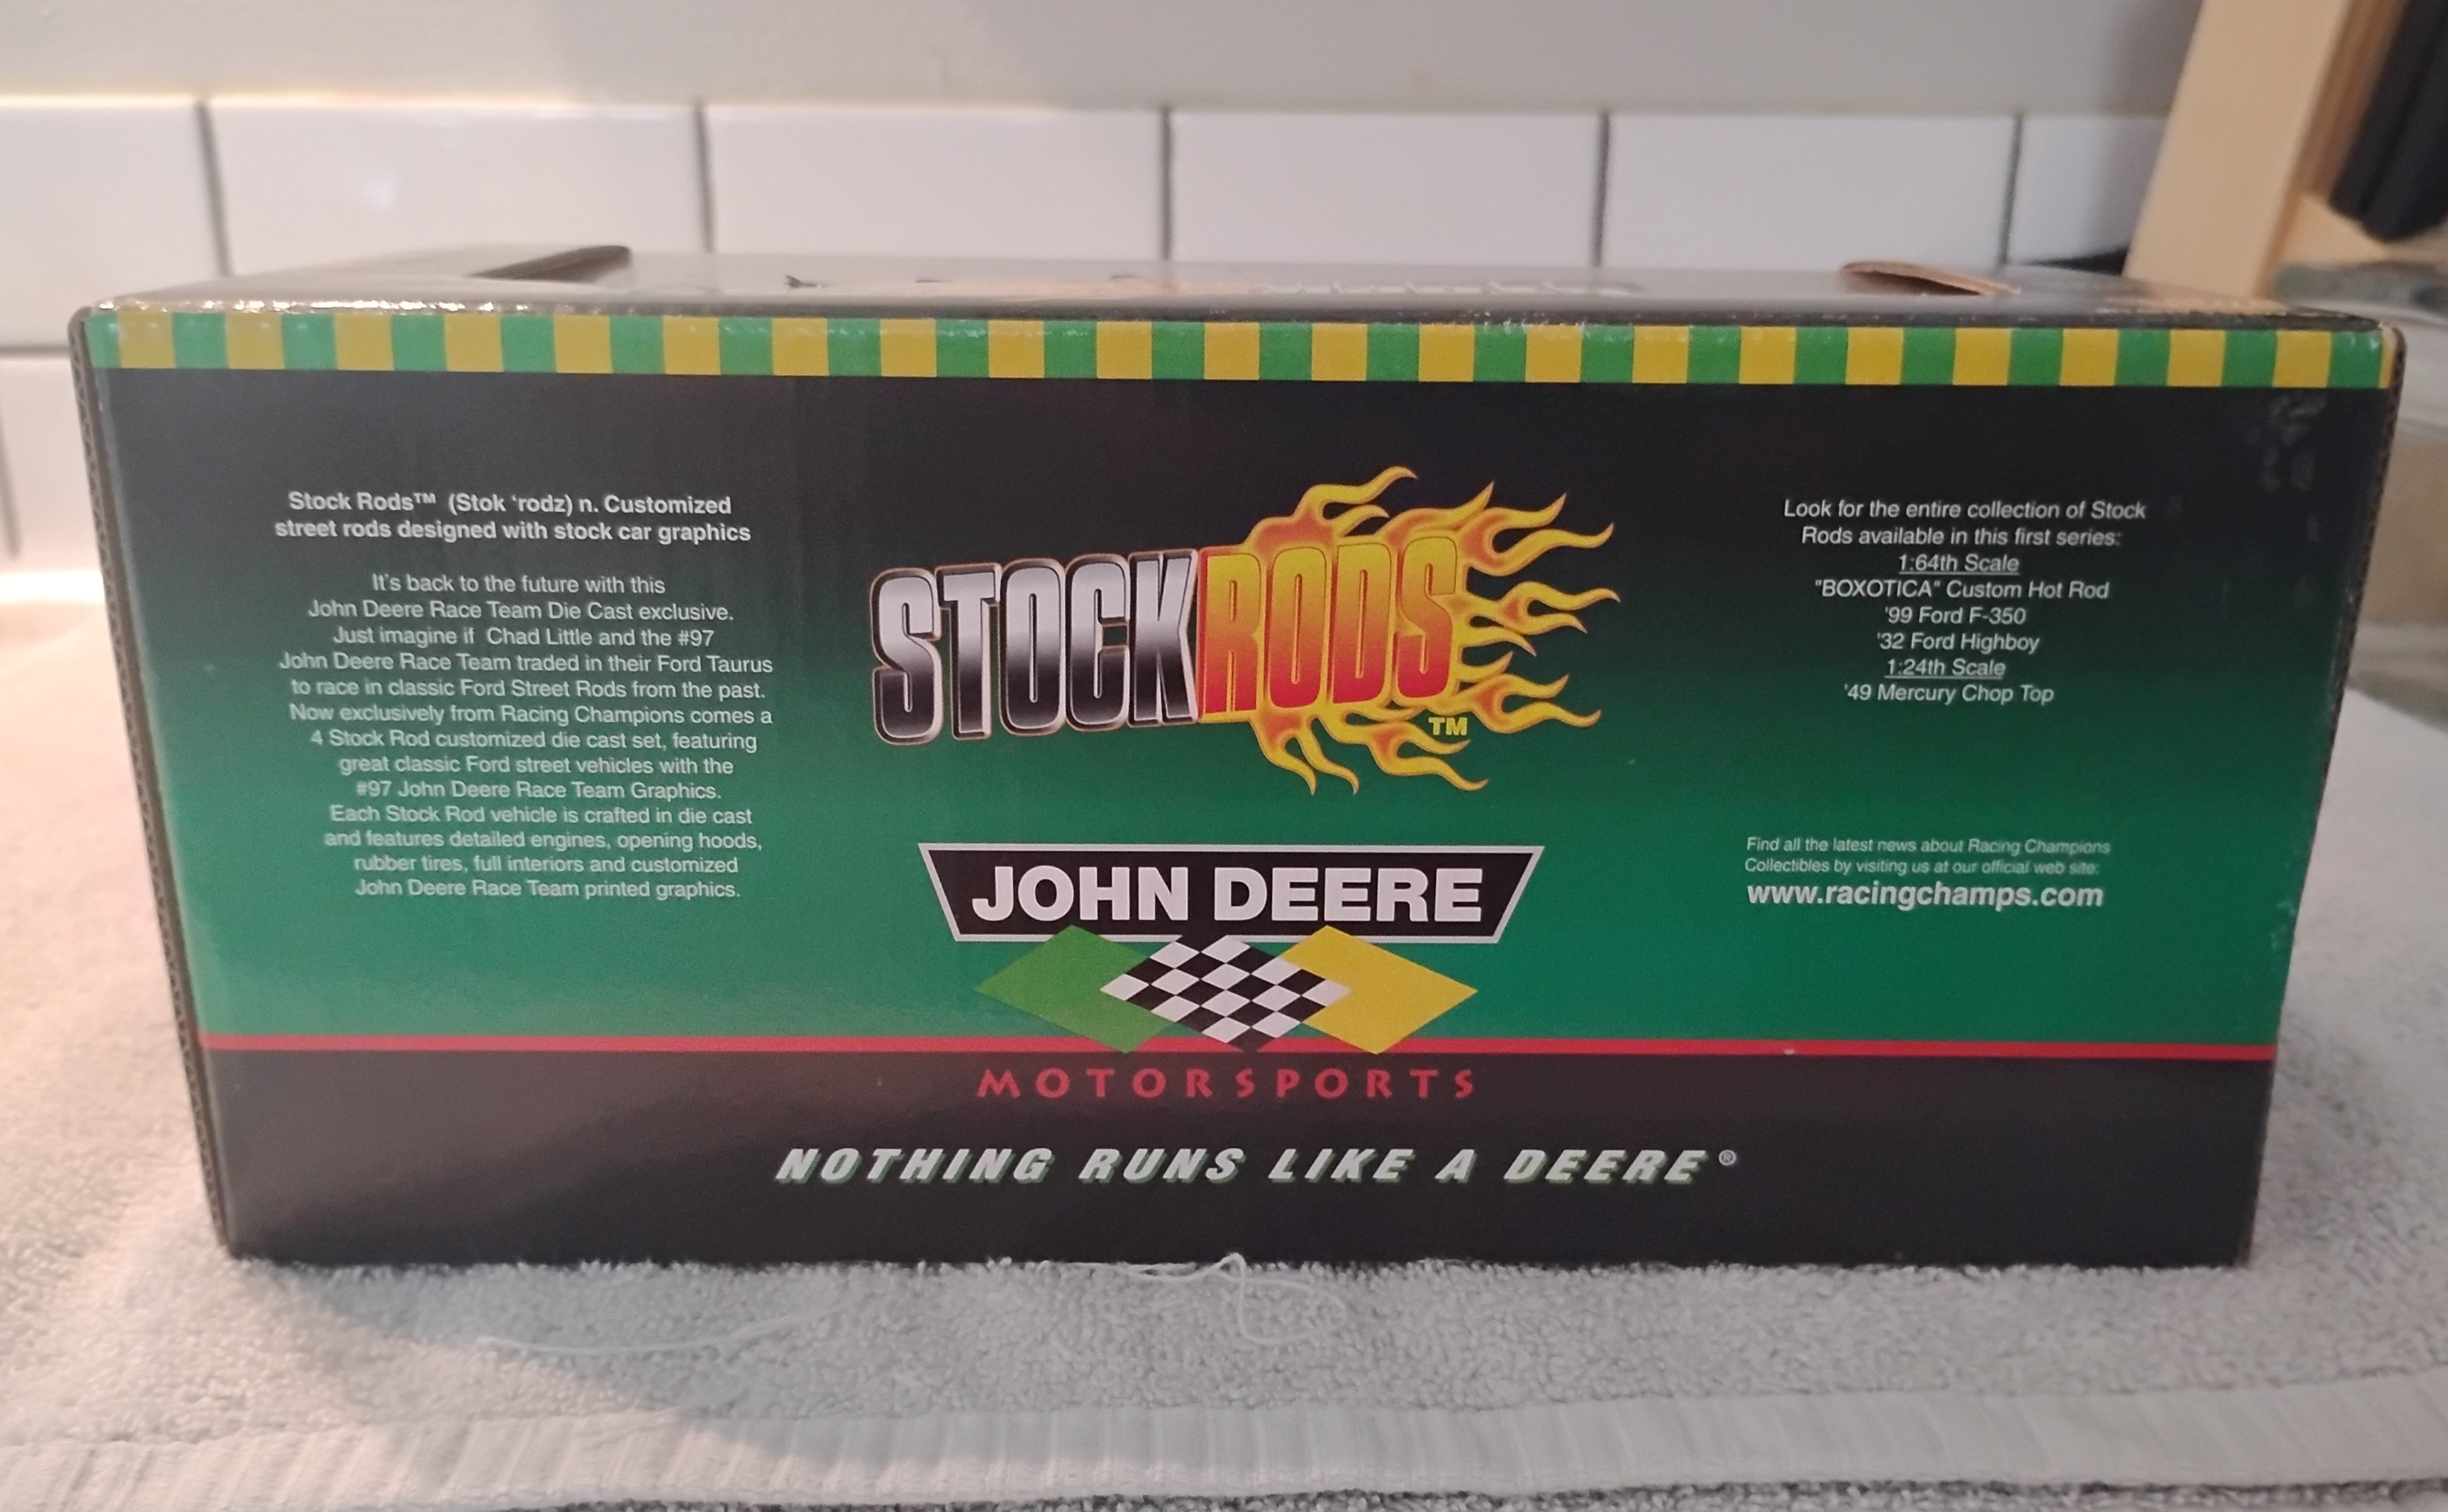 Stock Rods™ (Stok ‘rodz) n. Customized
street rods designed with stock car graphics
It's back to the future with this
John Deere Race Team Die Cast exclusive.
Just imagine if Chad Little and the #97
John Deere Race Team traded in their Ford Taurus
to race in classic Ford Street Rods from the past.
Now exclusively from Racing Champions comes a
4 Stock Rod customized die cast set, featuring
great classic Ford street vehicles with the
#97 John Deere Race Team Graphics.
Each Stock Rod vehicle is crafted in die cast
and features detailed engines, opening hoods,
rubber tires, full interiors and customized
John Deere Race Team printed graphics.
STOCKRODS™
JOHN DEERE
MOTORSPORTS
NOTHING RUNS LIKE A DEERE®
Look for the entire collection of Stock
Rods available in this first series:
1:64th Scale
"BOXOTICA" Custom Hot Rod
'99 Ford F-350
'32 Ford Highboy
1:24th Scale
'49 Mercury Chop Top
Find all the latest news about Racing Champions
Collectibles by visiting us at our official web site:
www.racingchamps.com